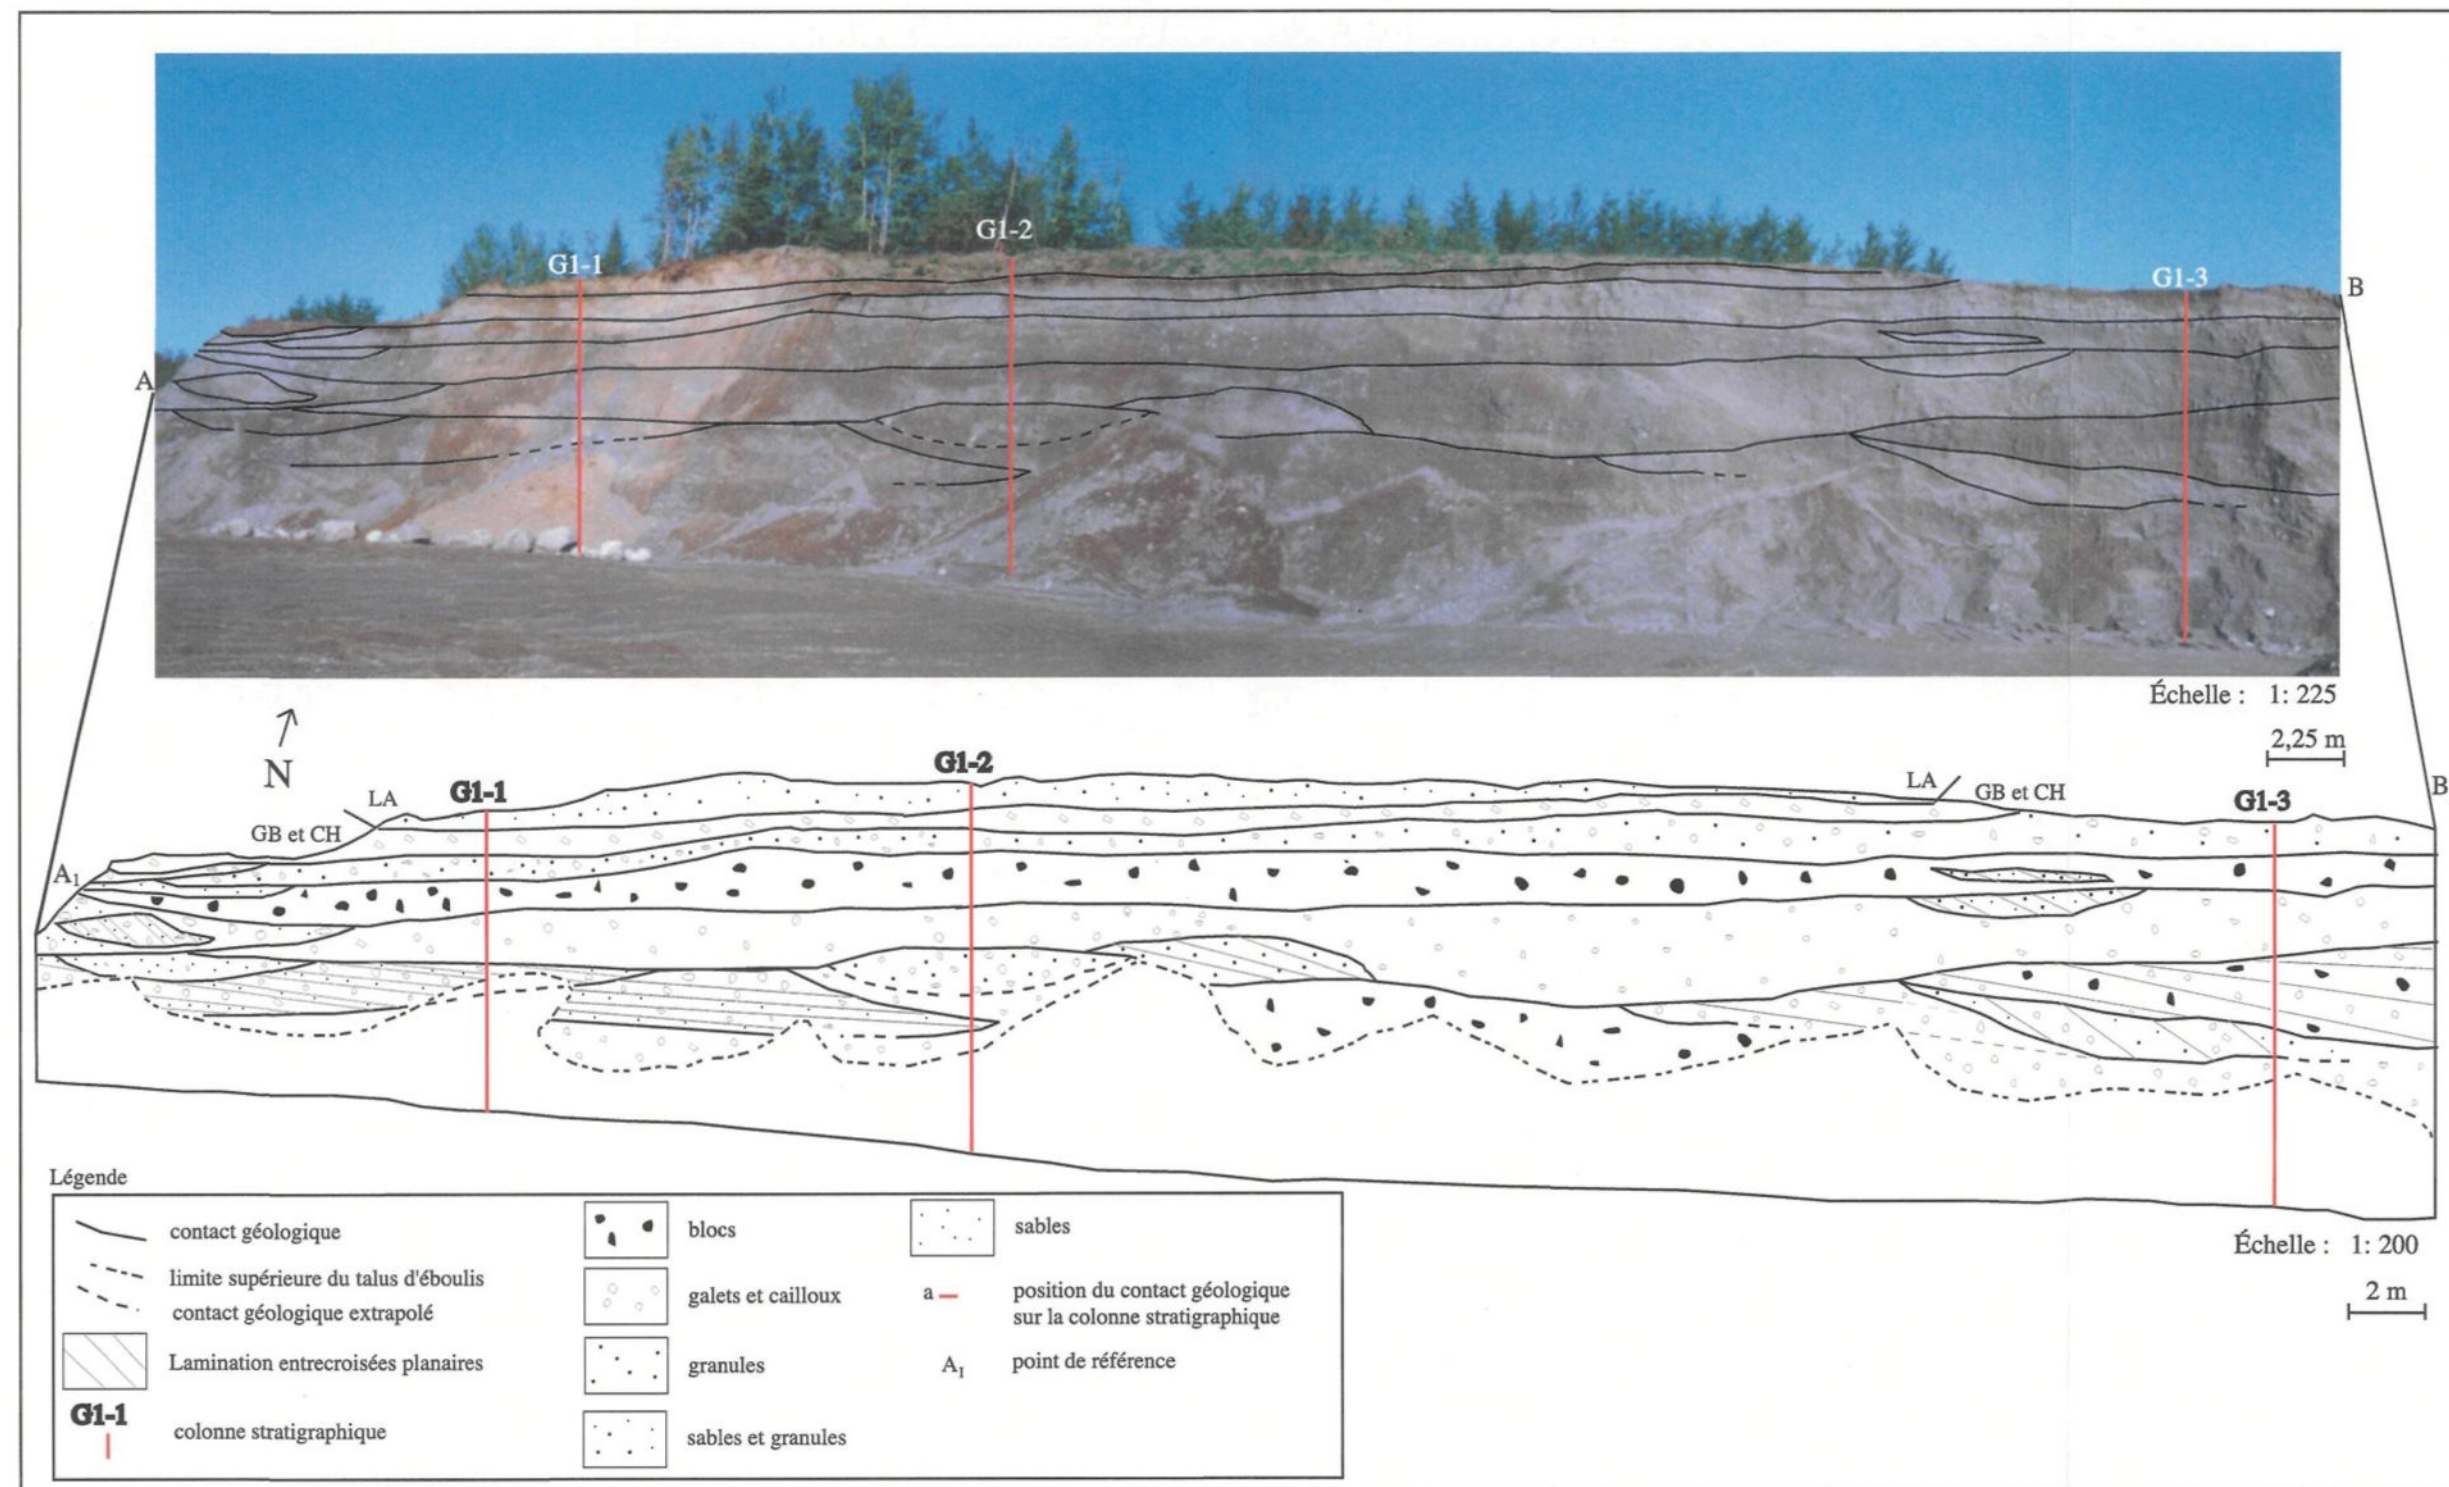 G1-2
G1-1
G1-3
A
B
Échelle : 1: 225
2,25 m
N
G1-2
LA
G1-1
GB et CH
A1
LA
GB et CH
G1-3
B
Légende
contact géologique
limite supérieure du talus d'éboulis
contact géologique extrapolé
Lamination entrecroisées planaires
G1-1
colonne stratigraphique
blocs
galets et cailloux
granules
sables et granules
sables
a
position du contact géologique
sur la colonne stratigraphique
A1
point de référence
Échelle : 1: 200
2 m